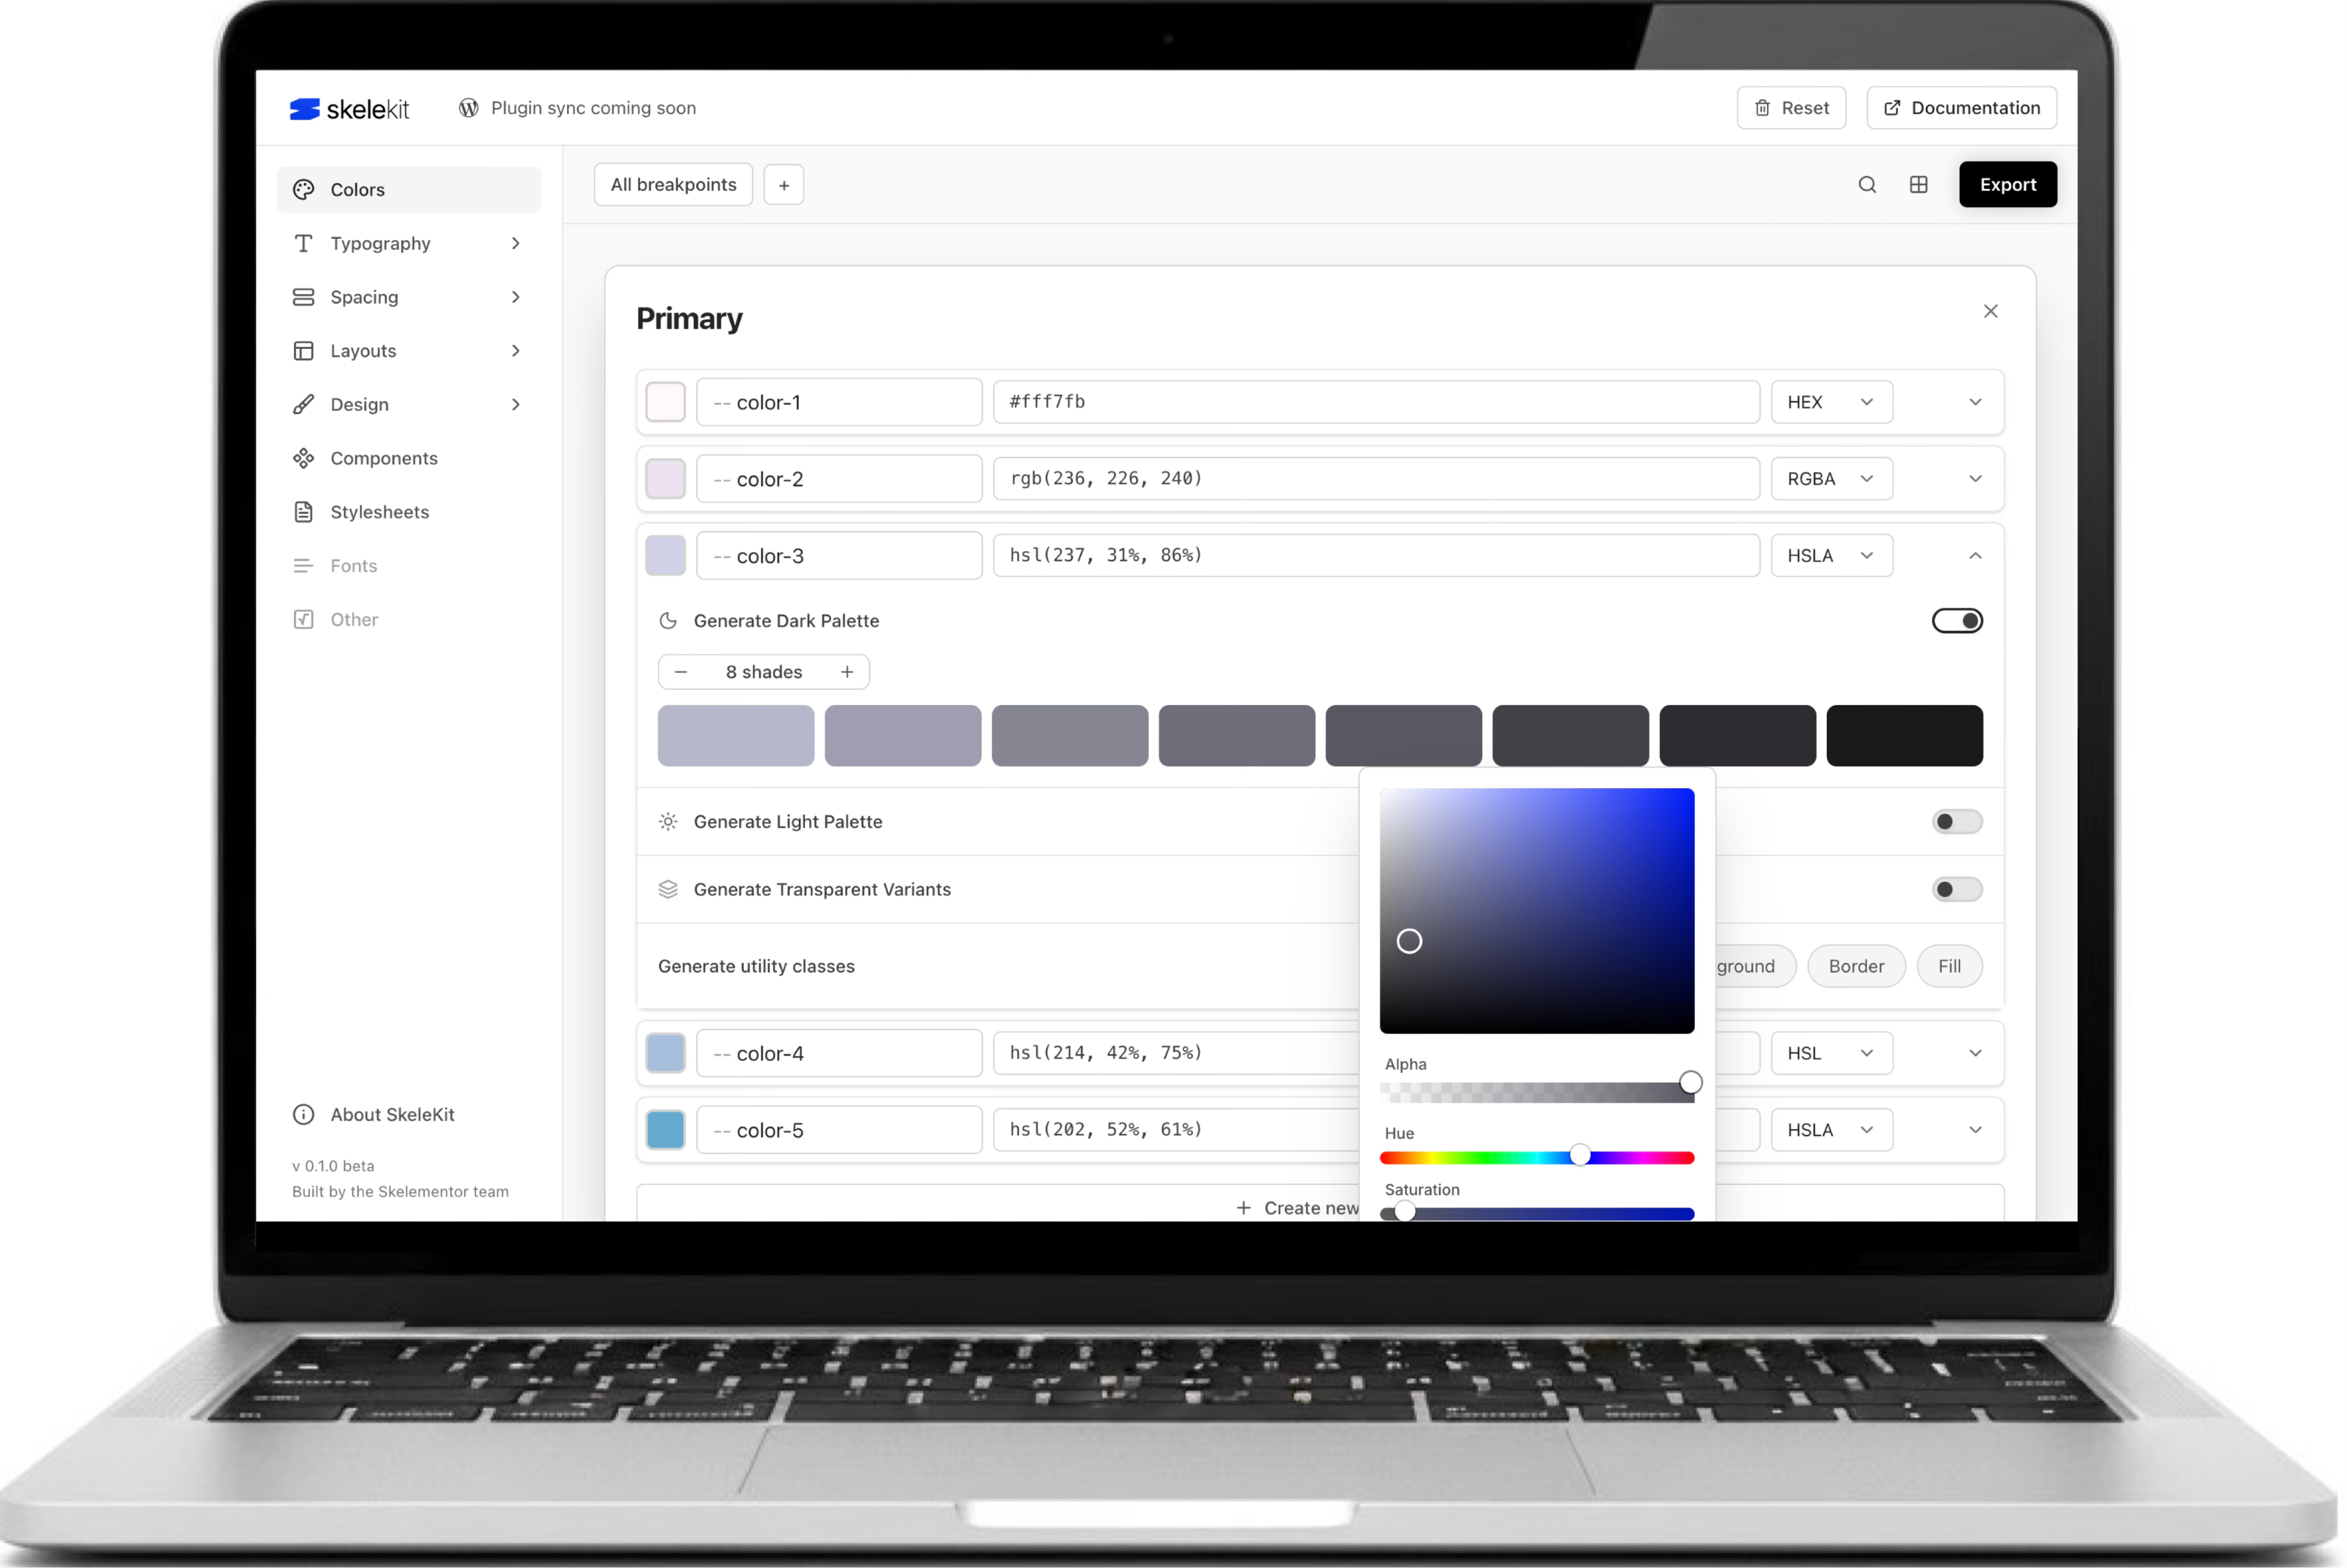 skelekit
Plugin sync coming soon
Reset
Documentation
Colors
Typography
Spacing
Layouts
Design
Components
Stylesheets
Fonts
Other
About SkeleKit
v 0.1.0 beta
Built by the Skelementor team
All breakpoints
+
Export
Primary
-- color-1
#fff7fb
HEX
-- color-2
rgb(236, 226, 240)
RGBA
-- color-3
hsl(237, 31%, 86%)
HSLA
Generate Dark Palette
8 shades
Generate Light Palette
Generate Transparent Variants
Generate utility classes
ground
Border
Fill
-- color-4
hsl(214, 42%, 75%)
HSL
-- color-5
hsl(202, 52%, 61%)
HSLA
+ Create new
Alpha
Hue
Saturation